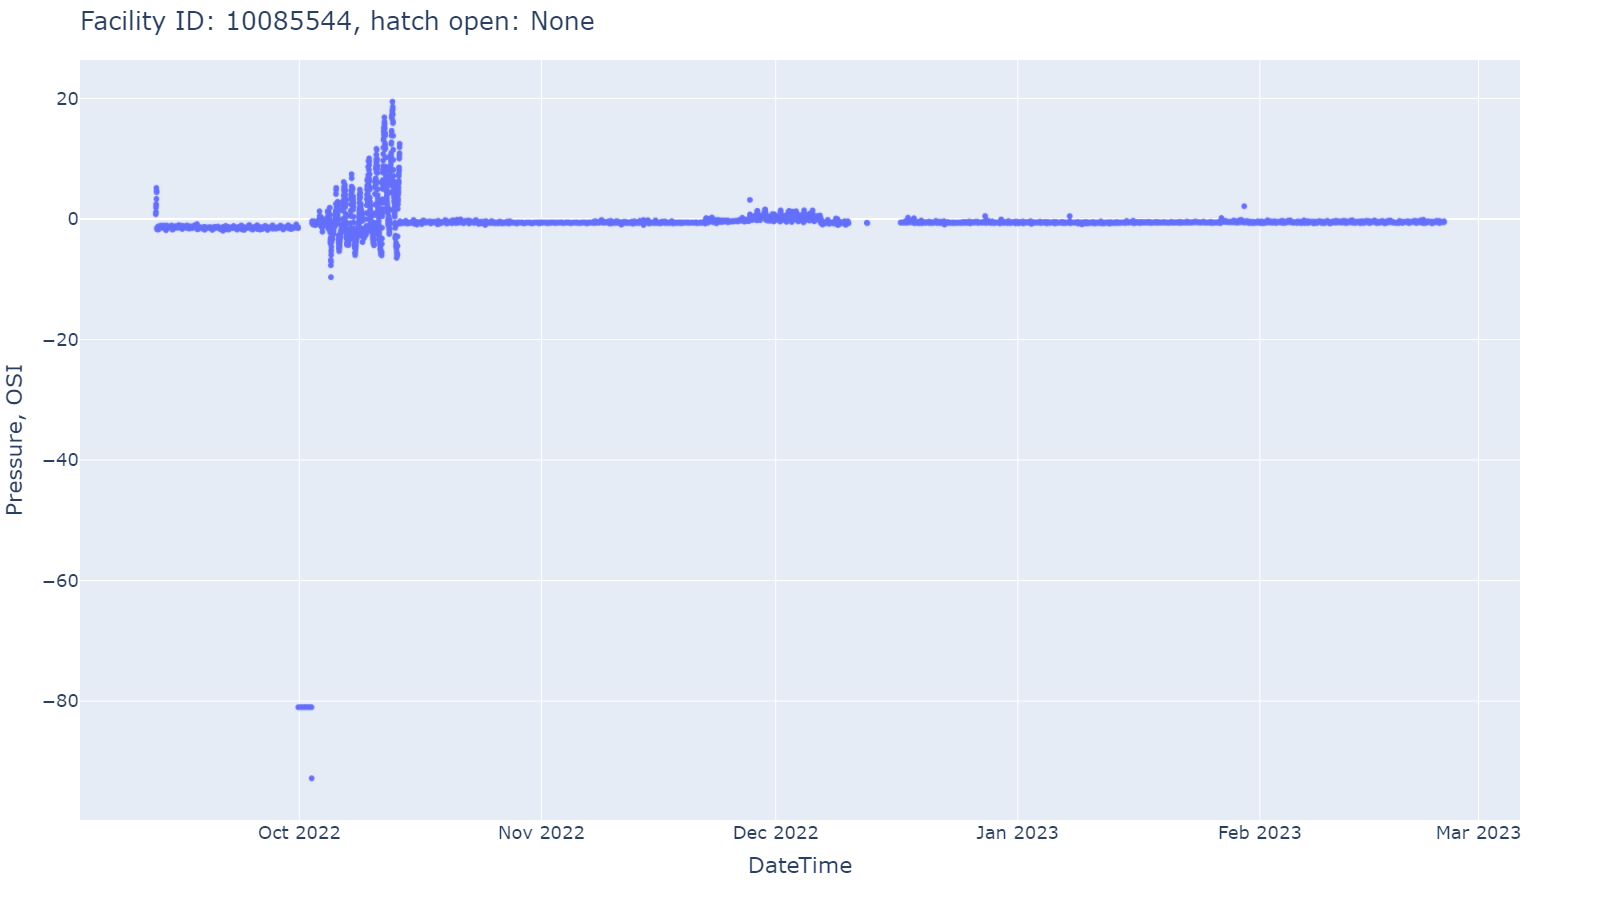 Facility ID: 10085544, hatch open: None
20
0
−20
−40
−60
−80
Pressure, OSI
Oct 2022
Nov 2022
Dec 2022
Jan 2023
Feb 2023
Mar 2023
DateTime